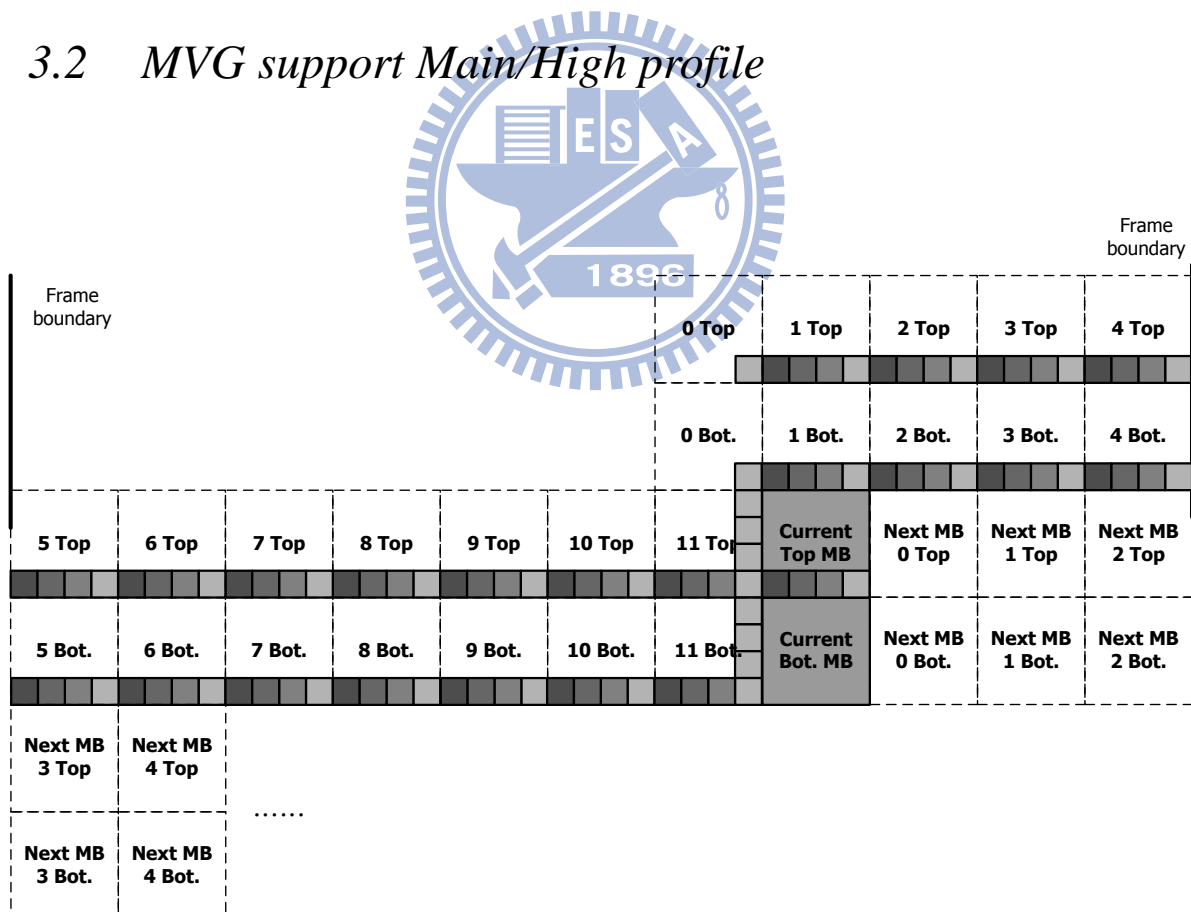 3.2 MVG support Main/High profile
E S A
1896
Frame
boundary
Frame
boundary
0 Top 1 Top 2 Top 3 Top 4 Top
0 Bot. 1 Bot. 2 Bot. 3 Bot. 4 Bot.
5 Top 6 Top 7 Top 8 Top 9 Top 10 Top 11 Top Current Next MB Next MB Next MB
Top MB 0 Top 1 Top 2 Top
5 Bot. 6 Bot. 7 Bot. 8 Bot. 9 Bot. 10 Bot. 11 Bot. Current Next MB Next MB Next MB
Bot. MB 0 Bot. 1 Bot. 2 Bot.
Next MB Next MB
3 Top 4 Top
......
Next MB Next MB
3 Bot. 4 Bot.